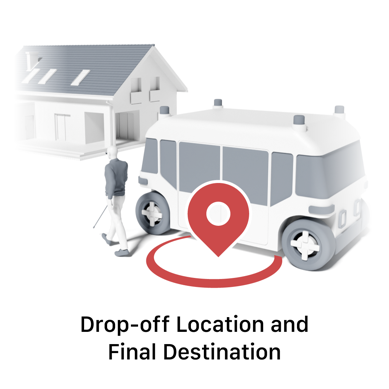 Drop-off Location and
Final Destination